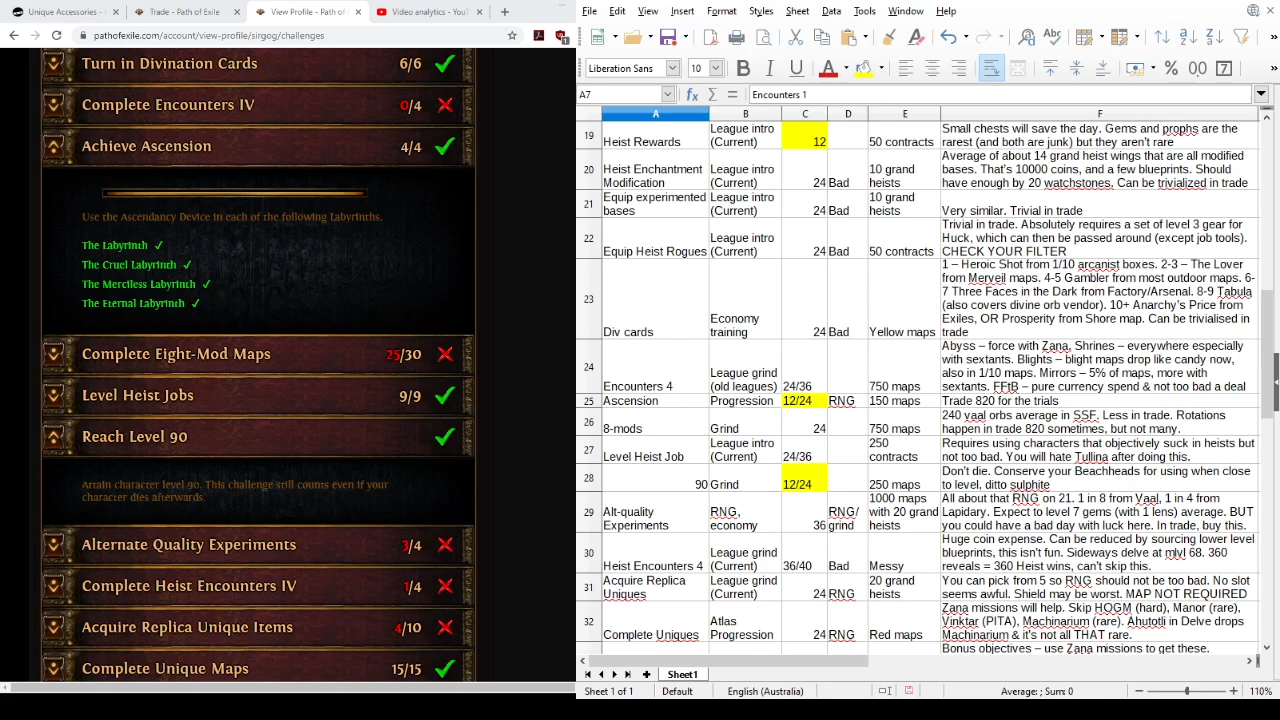 Unique Accessories -
Trade - Path of Exile
View Profile - Path of
Video analytics - YouT
pathofexile.com/account/view-profile/sirgog/challenges
Turn in Divination Cards 6/6
Complete Encounters IV 0/4
Achieve Ascension 4/4
Use the Ascendancy Device in each of the following Labyrinths.
The Labyrinth ✓
The Cruel Labyrinth ✓
The Merciless Labyrinth ✓
The Eternal Labyrinth ✓
Complete Eight-Mod Maps 25/30
Level Heist Jobs 9/9
Reach Level 90
Attain character level 90. This challenge still counts even if your
character dies afterwards.
Alternate Quality Experiments 3/4
Complete Heist Encounters IV 1/4
Acquire Replica Unique Items 4/10
Complete Unique Maps 15/15
File Edit View Insert Format Styles Sheet Data Tools Window Help
Liberation Sans 10
A7 Encounters 1
A B C D E F
19 Heist Rewards League intro (Current) 12 50 contracts Small chests will save the day. Gems and
rarest (and both are junk) but they aren't rare.
20 Heist Enchantment Modification League intro (Current) 24 Bad 10 grand heists Average of about 14 grand heist wings that are all modified
bases. That's 10000 coins, and a few blueprints. Should
have enough by 20 watchstones. Can be trivialized in trade
21 Equip experimented bases League intro (Current) 24 Bad 10 grand heists Very similar. Trivial in trade
22 Equip Heist Rogues League intro (Current) 24 Bad 50 contracts Trivial in trade. Absolutely requires a set of level 3 gear for
Huck, which can then be passed around (except job tools).
CHECK YOUR FILTER
23 Div cards Economy training 24 Bad Yellow maps 1 – Heroic Shot from 1/10 arcanist boxes. 2-3 – The Lover
from Merveil maps. 4-5 Gambler from most outdoor maps. 6-
7 Three Faces in the Dark from Factory/Arsenal. 8-9 Tabula
(also covers divine orb vendor). 10+ Anarchy's Price from
Exiles, OR Prosperity from Shore map. Can be trivialised in
trade
24 Encounters 4 League grind (old leagues) 24/36 750 maps Abyss – force with Zana, Shrines – everywhere especially
with sextants. Blights – blight maps drop like candy now,
also in 1/10 maps. Mirrors – 5% of maps, more with
sextants. FFtB – pure currency spend & not too bad a deal
25 Ascension Progression 12/24 RNG 150 maps Trade 820 for the trials
26 8-mods Grind 24 750 maps 240 vaal orbs average in SSF. Less in trade. Rotations
happen in trade 820 sometimes, but not many.
27 Level Heist Job League intro (Current) 24/36 250 contracts Requires using characters that objectively suck in heists but
not too bad. You will hate Tullina after doing this.
28 90 Grind 12/24 250 maps Don't die. Conserve your Beachheads for using when close
to level, ditto sulphite
29 Alt-quality Experiments RNG, economy 36 RNG/ grind 1000 maps with 20 grand heists All about that RNG on 21. 1 in 8 from Vaal, 1 in 4 from
Lapidary. Expect to level 7 gems (with 1 lens) average. BUT
you could have a bad day with luck here. In trade, buy this.
30 Heist Encounters 4 League grind (Current) 36/40 Bad Messy Huge coin expense. Can be reduced by sourcing lower level
blueprints, this isn't fun. Sideways delve at ilvl 68. 360
reveals = 360 Heist wings, can't skip this.
31 Acquire Replica Uniques League grind (Current) 24 RNG 20 grand heists You can pick from 5 so should not be too bad. No slot
seems awful. Shield may be worst. MAP NOT REQUIRED
32 Complete Uniques Atlas Progression 24 RNG Red maps Zana missions will help. Skip HOGM (hard) Manor (rare),
Vinktar (PITA), Machinarium (rare). Ahutotli in Delve drops
Machinarium & it's not all THAT rare.
Bonus objectives – use Zana missions to get these.
Sheet1
Sheet 1 of 1 Default English (Australia) Average: ; Sum: 0 110%